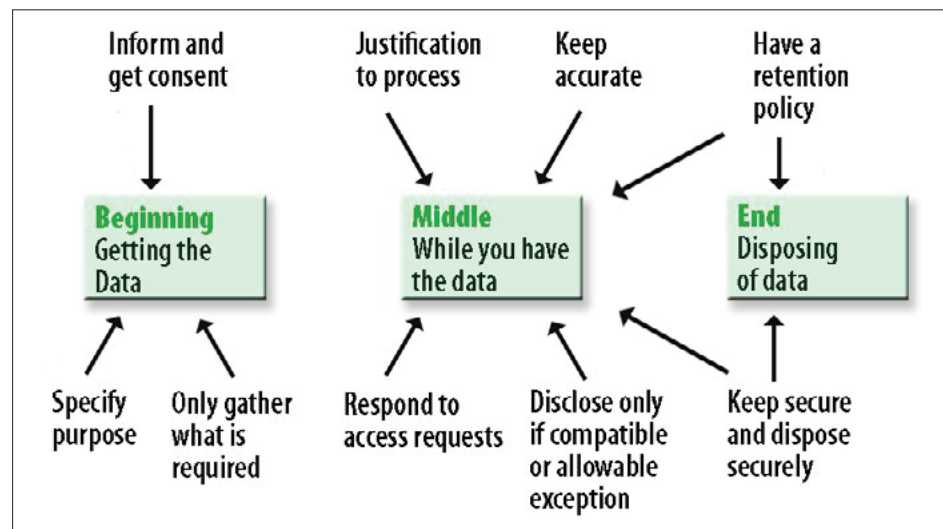 Inform and
get consent
Justification
to process
Keep
accurate
Have a
retention
policy
Beginning
Getting the
Data
Middle
While you have
the data
End
Disposing
of data
Specify
purpose
Only gather
what is
required
Respond to
access requests
Disclose only
if compatible
or allowable
exception
Keep secure
and dispose
securely